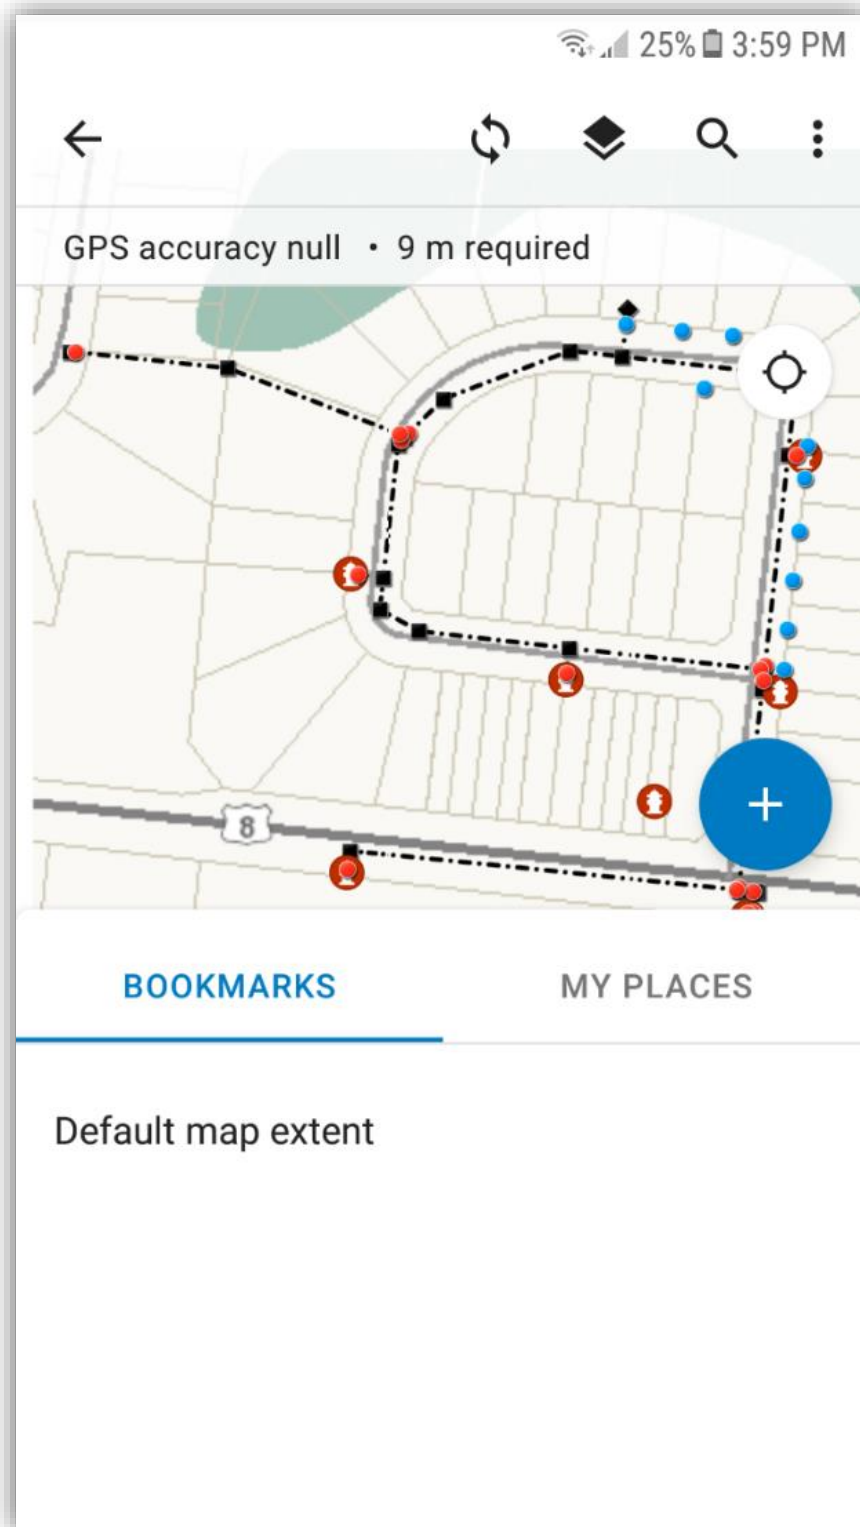 25% 3:59 PM
GPS accuracy null • 9 m required
8
BOOKMARKS MY PLACES
Default map extent